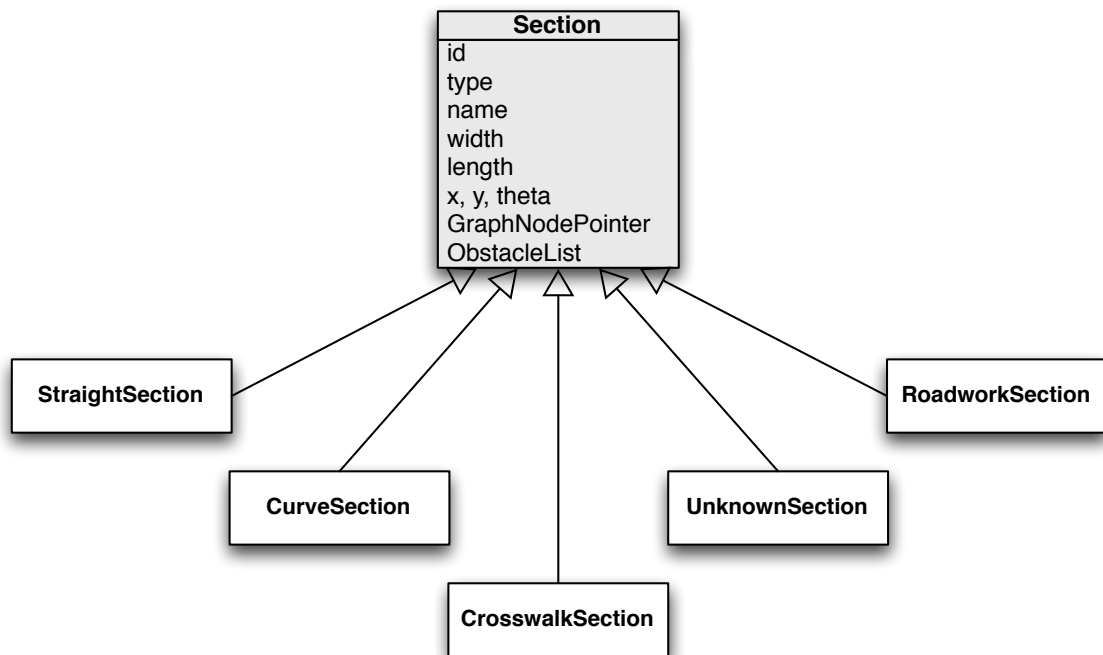 Section
id
type
name
width
length
x, y, theta
GraphNodePointer
ObstacleList
StraightSection
RoadworkSection
CurveSection
UnknownSection
CrosswalkSection